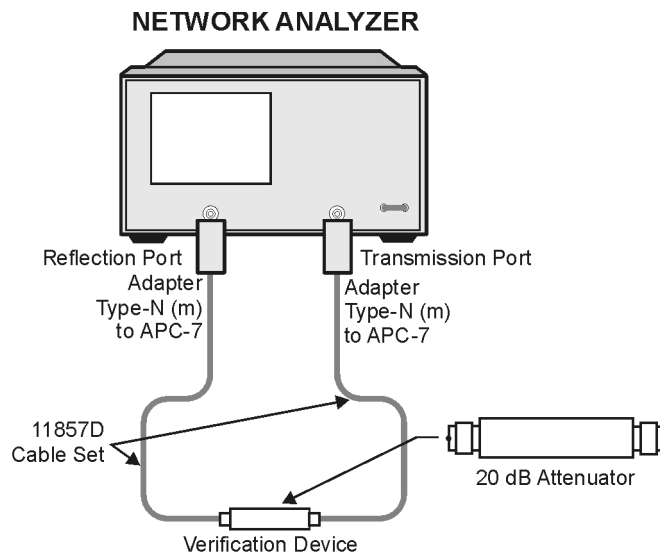 NETWORK ANALYZER
Reflection Port
Adapter
Type-N (m)
to APC-7
Transmission Port
Adapter
Type-N (m)
to APC-7
11857D
Cable Set
20 dB Attenuator
Verification Device